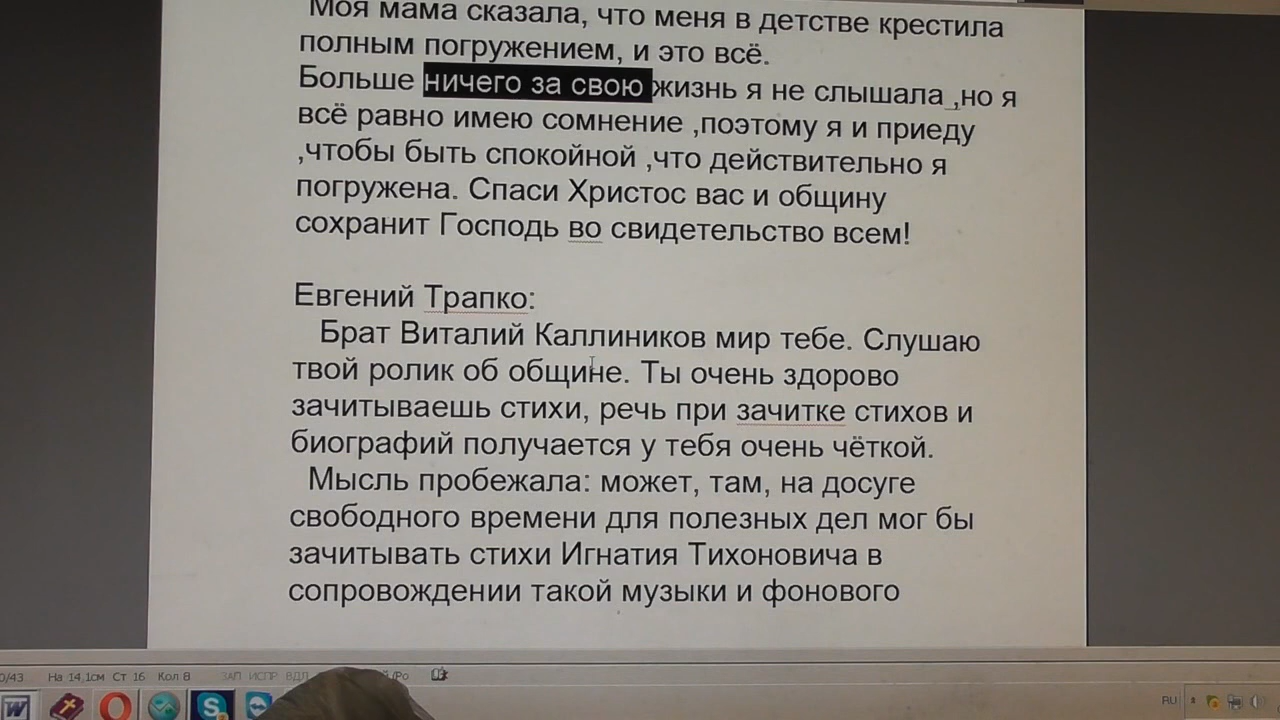 Моя мама сказала, что меня в детстве крестила
полным погружением, и это всё.
Больше ничего за свою жизнь я не слышала ,но я
всё равно имею сомнение ,поэтому я и приеду
,чтобы быть спокойной ,что действительно я
погружена. Спаси Христос вас и общину
сохранит Господь во свидетельство всем!
Евгений Трапко:
Брат Виталий Каллиников мир тебе. Слушаю
твой ролик об общине. Ты очень здорово
зачитываешь стихи, речь при зачитке стихов и
биографий получается у тебя очень чёткой.
Мысль пробежала: может, там, на досуге
свободного времени для полезных дел мог бы
зачитывать стихи Игнатия Тихоновича в
сопровождении такой музыки и фонового
0/43 На 14,1см Ст 16 Кол 8 ЗАП ИСПР ВДЛ
RU